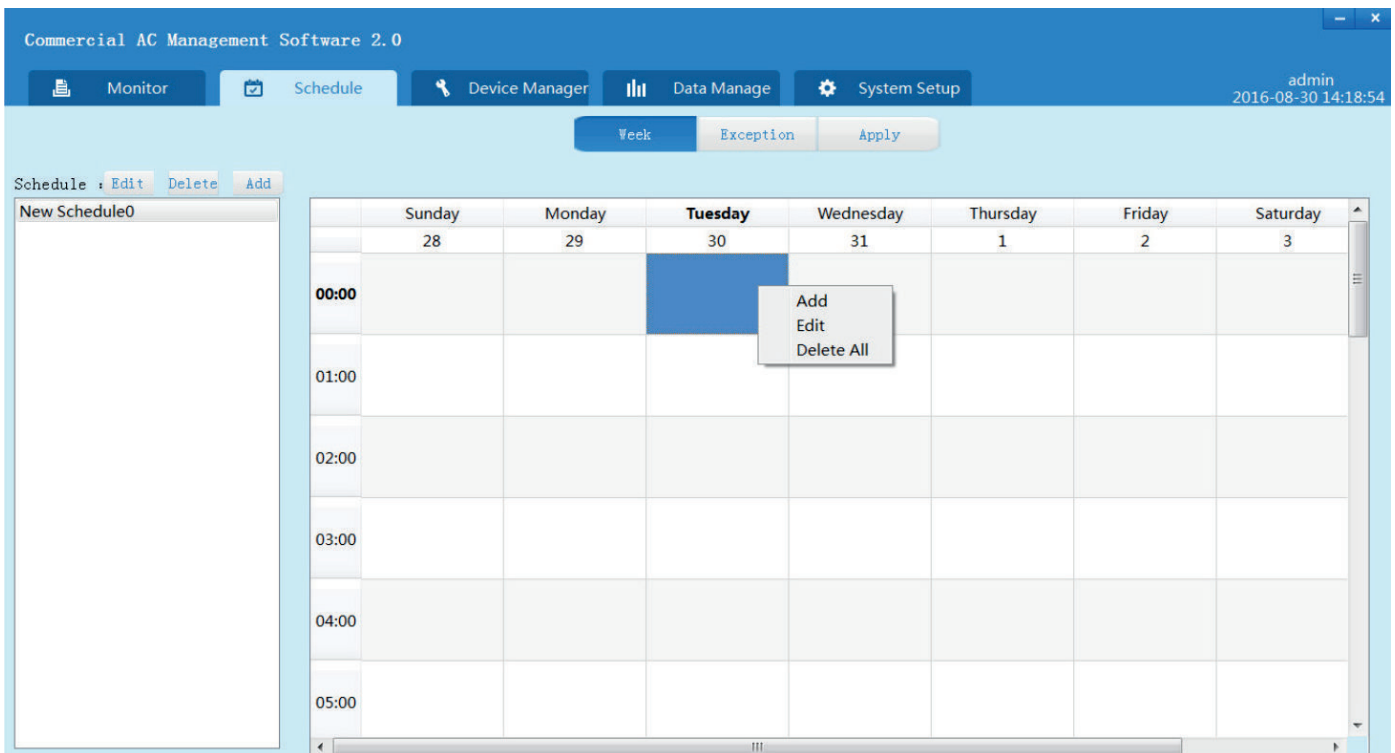 Commercial AC Management Software 2.0
Monitor Schedule Device Manager Data Manage System Setup
admin
2016-08-30 14:18:54
Week Exception Apply
Schedule : Edit Delete Add
New Schedule0
Sunday Monday Tuesday Wednesday Thursday Friday Saturday
28 29 30 31 1 2 3
00:00
Add
Edit
Delete All
01:00
02:00
03:00
04:00
05:00